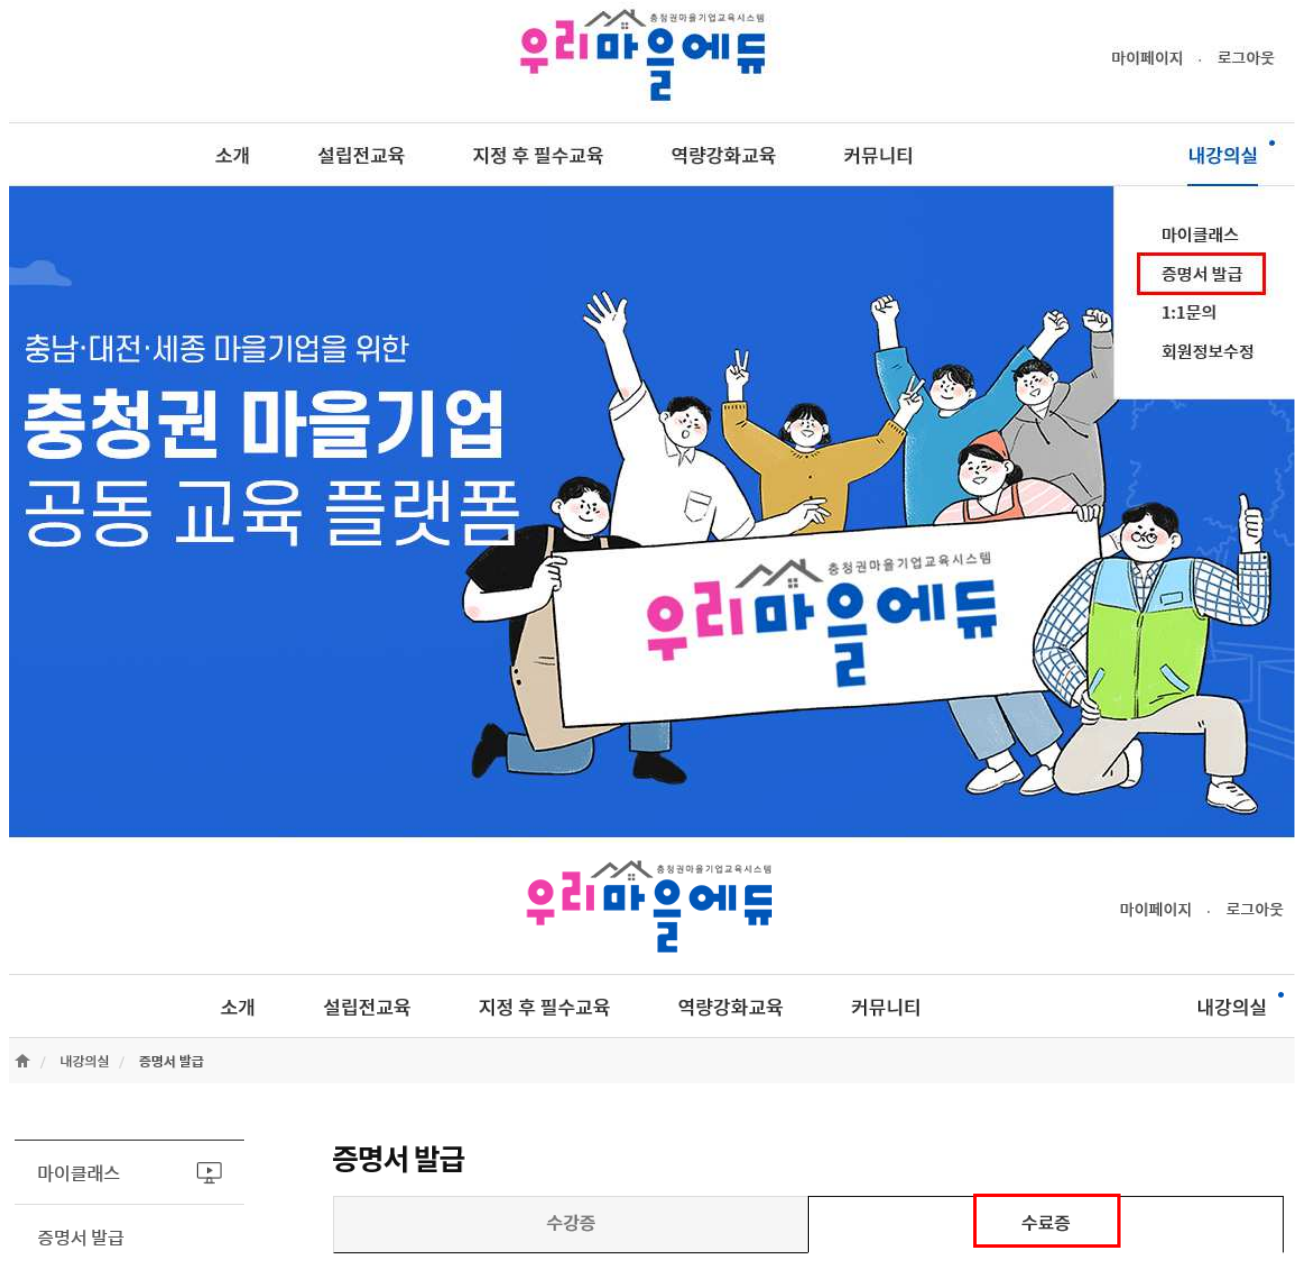 충청권마을기업교육시스템
우리마을에듀
마이페이지 · 로그아웃
소개 설립전교육 지정 후 필수교육 역량강화교육 커뮤니티 내강의실
마이클래스
증명서 발급
1:1문의
회원정보수정
충남·대전·세종 마을기업을 위한
충청권 마을기업
공동 교육 플랫폼
충청권마을기업교육시스템
우리마을에듀
충청권마을기업교육시스템
우리마을에듀
마이페이지 · 로그아웃
소개 설립전교육 지정 후 필수교육 역량강화교육 커뮤니티 내강의실
/ 내강의실 / 증명서 발급
마이클래스
증명서 발급
증명서 발급
수강증 수료증